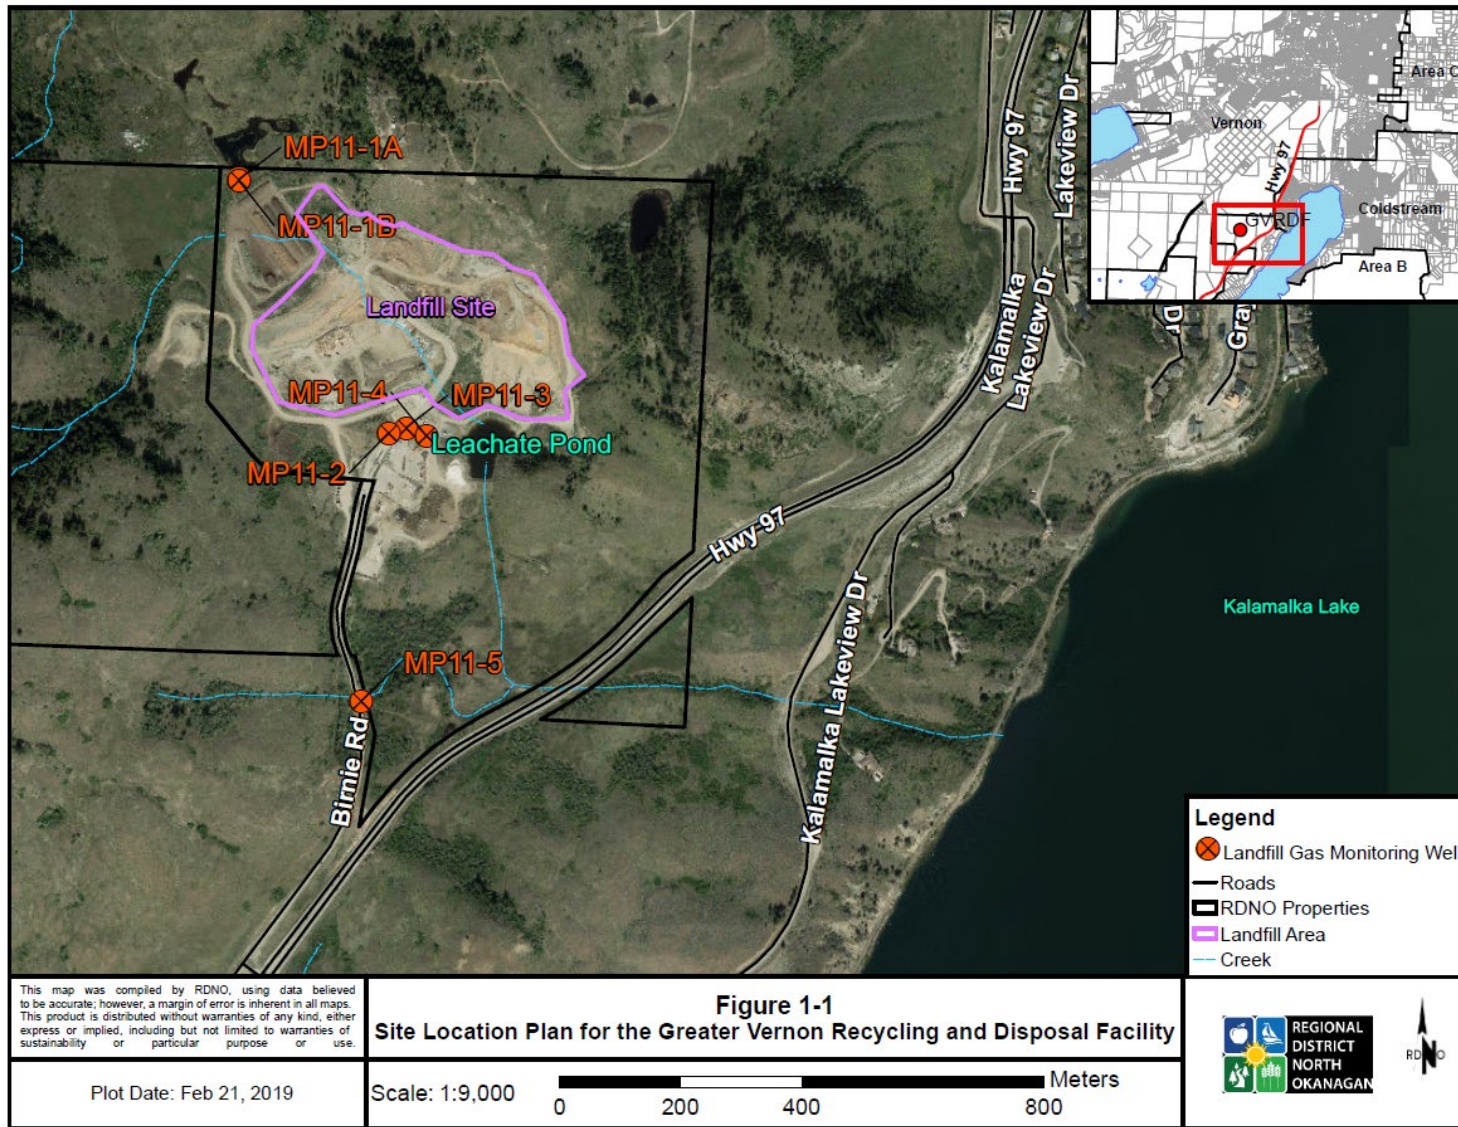 MP11-1A
MP11-1B
Landfill Site
MP11-4
MP11-3
Leachate Pond
MP11-2
MP11-5
Birnie Rd
Hwy 97
Hwy 97
Lakeview Dr
Kalamalka
Lakeview Dr
Kalamalka Lakeview Dr
Dr
Gra
Kalamalka Lake
Area C
Vernon
Hwy 97
Coldstream
GVRDF
Area B
Legend
Landfill Gas Monitoring Well
Roads
RDNO Properties
Landfill Area
Creek
This map was compiled by RDNO, using data believed
to be accurate; however, a margin of error is inherent in all maps.
This product is distributed without warranties of any kind, either
express or implied, including but not limited to warranties of
sustainability or particular purpose or use.
Plot Date: Feb 21, 2019
Figure 1-1
Site Location Plan for the Greater Vernon Recycling and Disposal Facility
Scale: 1:9,000
Meters
0 200 400 800
REGIONAL
DISTRICT
NORTH
OKANAGAN
RDNO
N